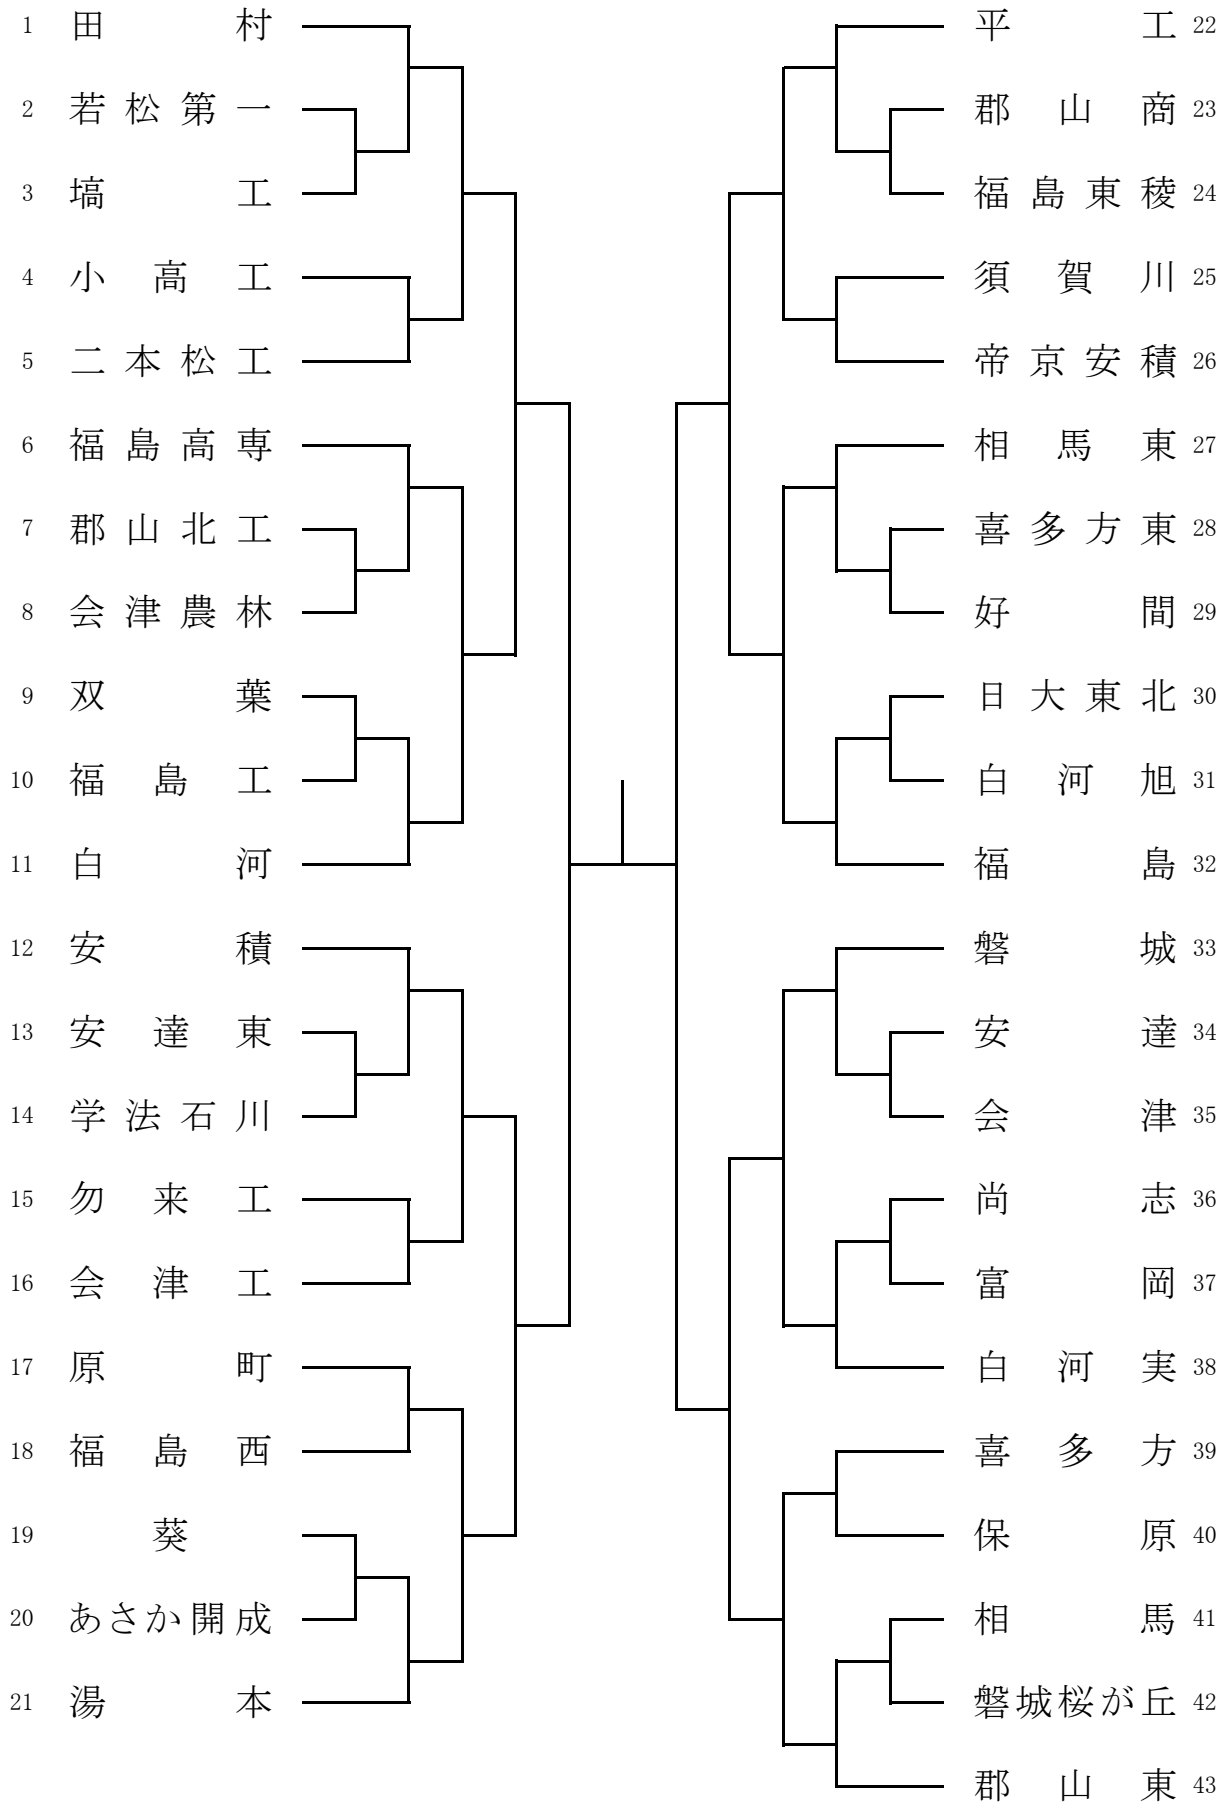 1 田村
2 若松第一
3 塙工
4 小高工
5 二本松工
6 福島高専
7 郡山北工
8 会津農林
9 双葉
10 福島工
11 白河
12 安積
13 安達東
14 学法石川
15 勿来工
16 会津工
17 原町
18 福島西
19 葵
20 あさか開成
21 湯本
平工 22
郡山商 23
福島東稜 24
須賀川 25
帝京安積 26
相馬東 27
喜多方東 28
好間 29
日大東北 30
白河旭 31
福島 32
磐城 33
安達 34
会津 35
尚志 36
富岡 37
白河実 38
喜多方 39
保原 40
相馬 41
磐城桜が丘 42
郡山東 43